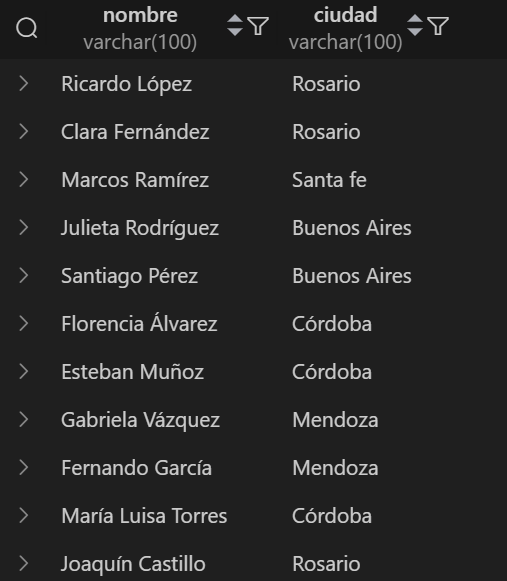 nombre ciudad
varchar(100) varchar(100)
Ricardo López Rosario
Clara Fernández Rosario
Marcos Ramírez Santa fe
Julieta Rodríguez Buenos Aires
Santiago Pérez Buenos Aires
Florencia Álvarez Córdoba
Esteban Muñoz Córdoba
Gabriela Vázquez Mendoza
Fernando García Mendoza
María Luisa Torres Córdoba
Joaquín Castillo Rosario